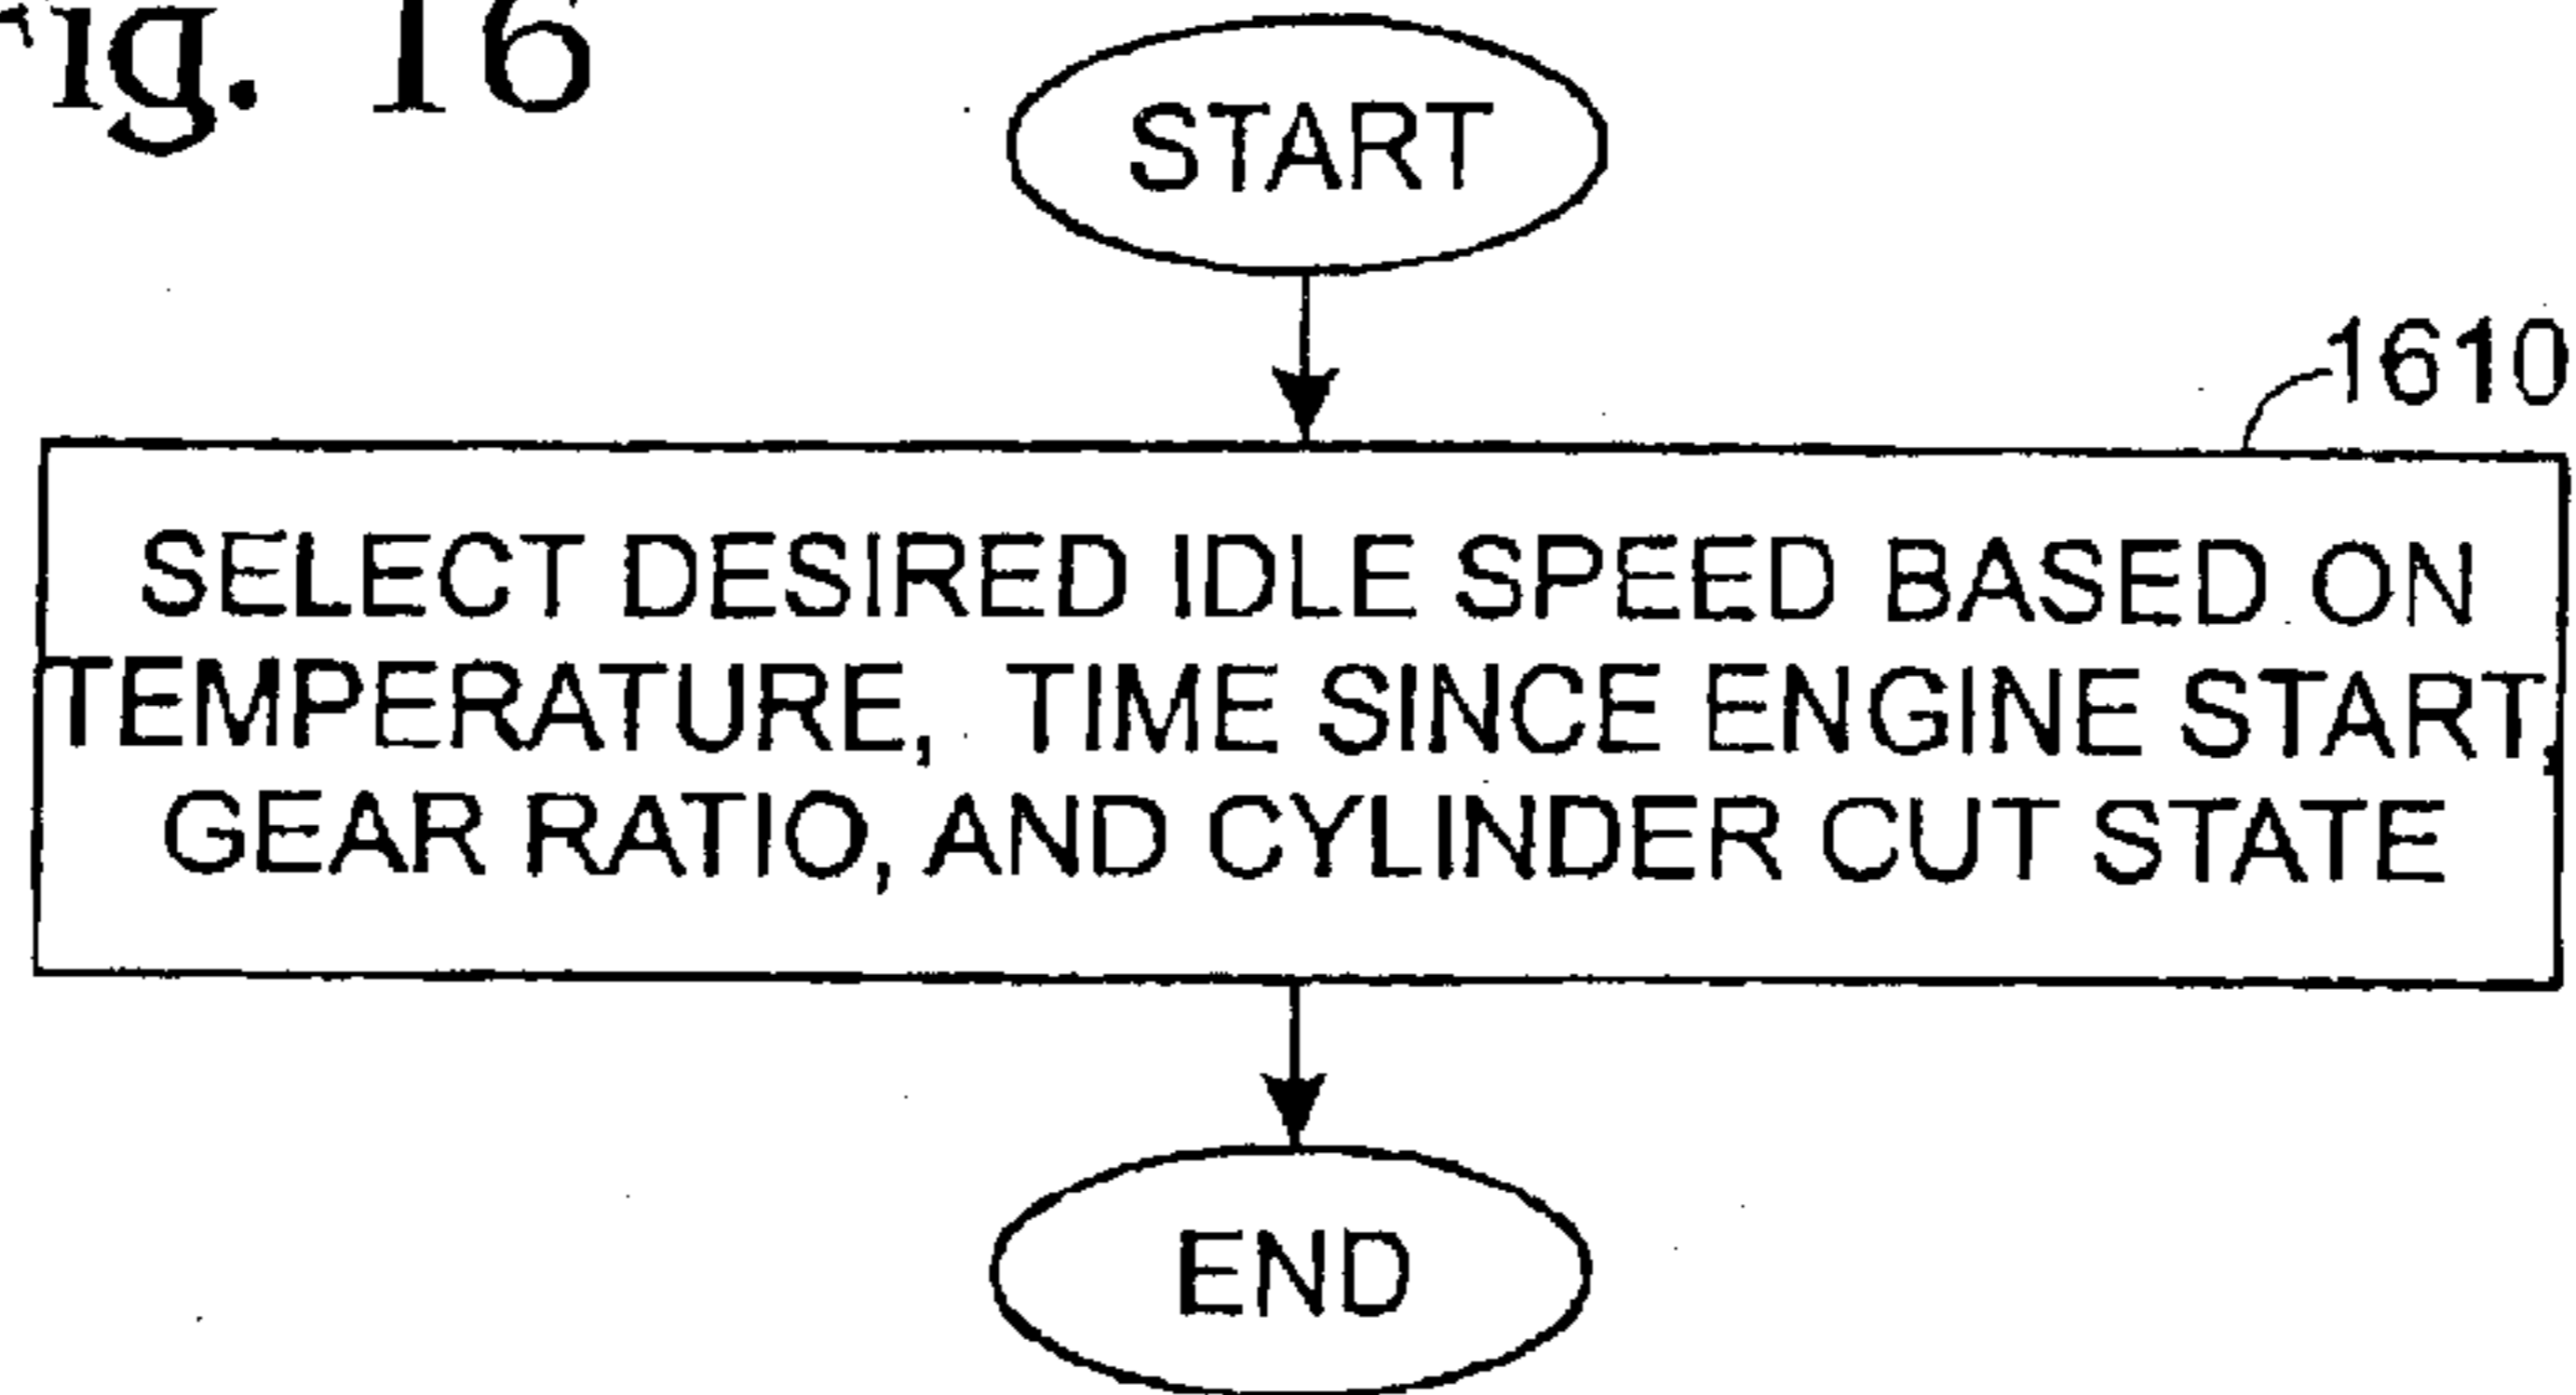 Fig. 16
START
1610
SELECT DESIRED IDLE SPEED BASED ON
TEMPERATURE, TIME SINCE ENGINE START,
GEAR RATIO, AND CYLINDER CUT STATE
END